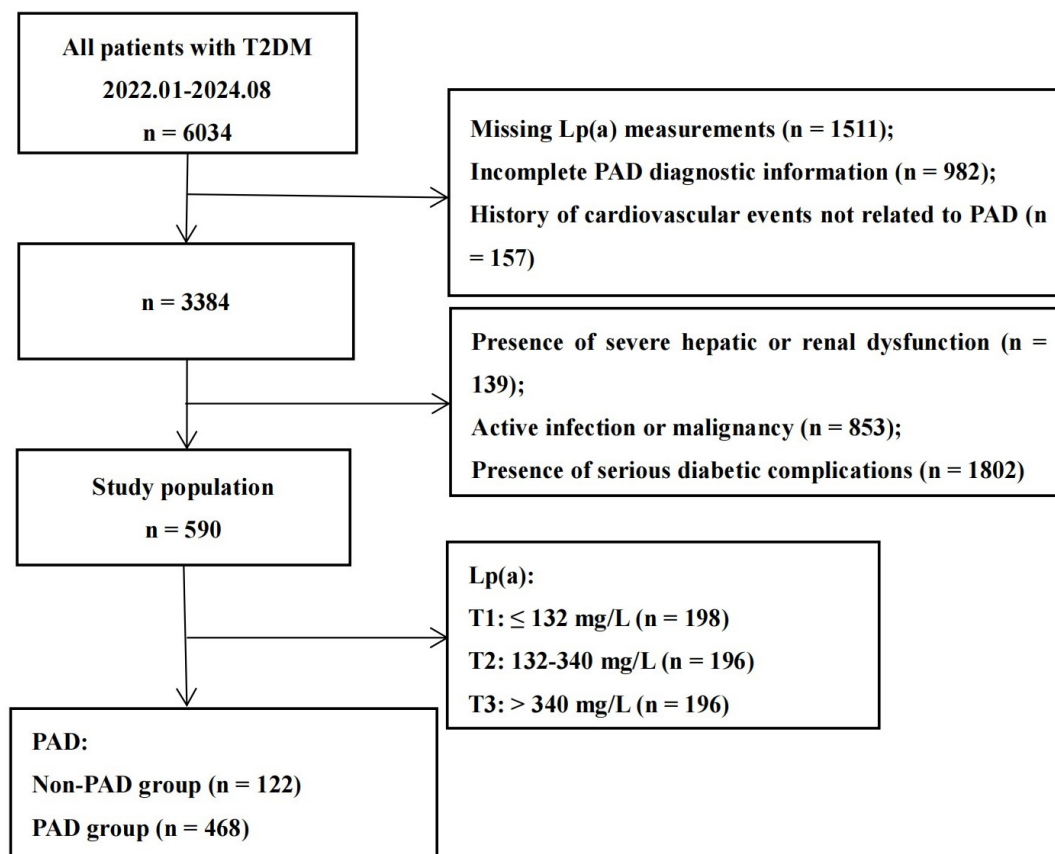 All patients with T2DM
2022.01-2024.08
n = 6034
Missing Lp(a) measurements (n = 1511);
Incomplete PAD diagnostic information (n = 982);
History of cardiovascular events not related to PAD (n
= 157)
n = 3384
Presence of severe hepatic or renal dysfunction (n =
139);
Active infection or malignancy (n = 853);
Presence of serious diabetic complications (n = 1802)
Study population
n = 590
Lp(a):
T1: ≤ 132 mg/L (n = 198)
T2: 132-340 mg/L (n = 196)
T3: > 340 mg/L (n = 196)
PAD:
Non-PAD group (n = 122)
PAD group (n = 468)